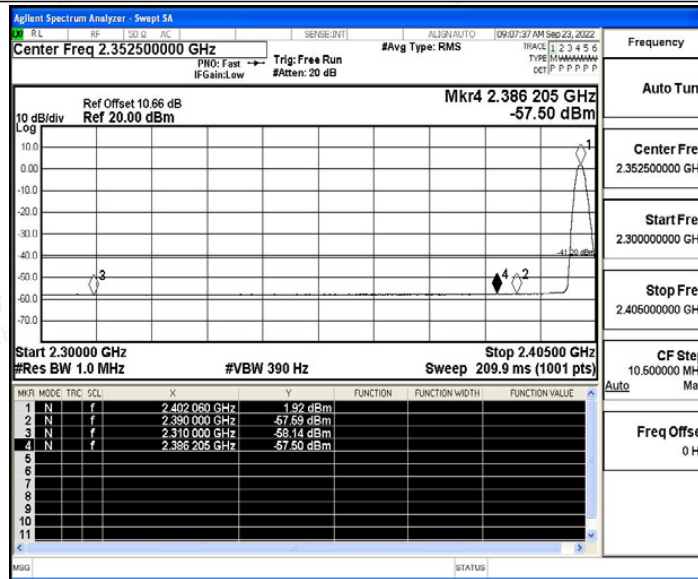 Agilent Spectrum Analyzer - Swept SA
RL RF 50 Ω AC SENSE:INT ALIGN AUTO 09:07:37 AM Sep 23, 2022
Center Freq 2.352500000 GHz #Avg Type: RMS TRACE 1 2 3 4 5 6
PNO: Fast Trig: Free Run TYPE
IFGain:Low #Atten: 20 dB DET P P P P P P
Mkr4 2.386 205 GHz
-57.50 dBm
Ref Offset 10.66 dB
10 dB/div Ref 20.00 dBm
Log
10.0
0.00
-10.0
-20.0
-30.0
-40.0
-50.0
-60.0
-70.0
1
-41.20 dBm
3
4 2
Start 2.30000 GHz Stop 2.40500 GHz
#Res BW 1.0 MHz #VBW 390 Hz Sweep 209.9 ms (1001 pts)
MKR MODE TRC SCL X Y FUNCTION FUNCTION WIDTH FUNCTION VALUE
1 N f 2.402 060 GHz 1.92 dBm
2 N f 2.390 000 GHz -57.69 dBm
3 N f 2.310 000 GHz -58.14 dBm
4 N f 2.386 205 GHz -57.50 dBm
5
6
7
8
9
10
11
MSG STATUS
Frequency
Auto Tun
Center Fre
2.352500000 GH
Start Fre
2.300000000 GH
Stop Fre
2.405000000 GH
CF Ste
10.500000 MH
Auto Ma
Freq Offse
0 H